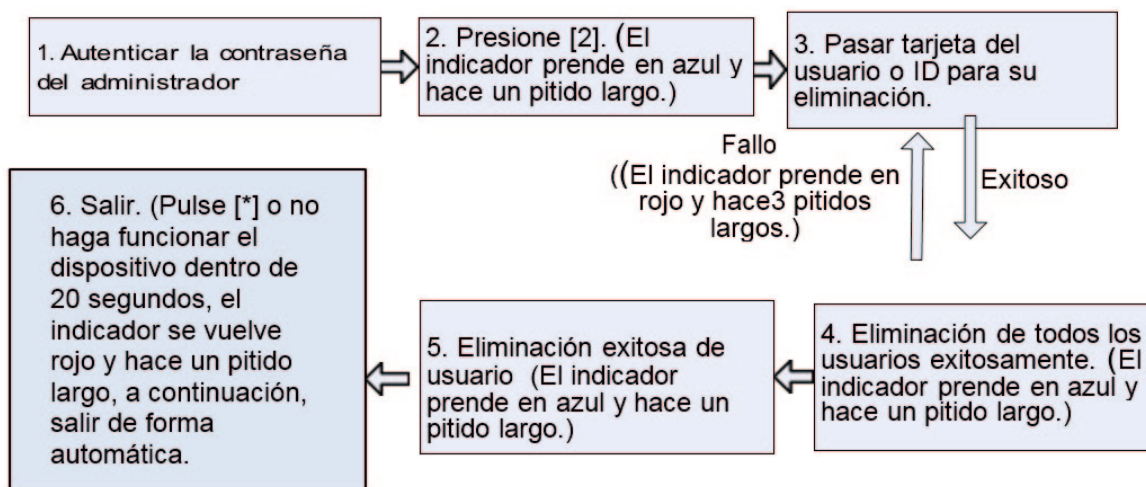 1. Autenticar la contraseña
del administrador
2. Presione [2]. (El
indicador prende en azul y
hace un pitido largo.)
3. Pasar tarjeta del
usuario o ID para su
eliminación.
Fallo
((El indicador prende en
rojo y hace3 pitidos
largos.)
Exitoso
4. Eliminación de todos los
usuarios exitosamente. (El
indicador prende en azul y
hace un pitido largo.)
5. Eliminación exitosa de
usuario (El indicador
prende en azul y hace un
pitido largo.)
6. Salir. (Pulse [*] o no
haga funcionar el
dispositivo dentro de
20 segundos, el
indicador se vuelve
rojo y hace un pitido
largo, a continuación,
salir de forma
automática.